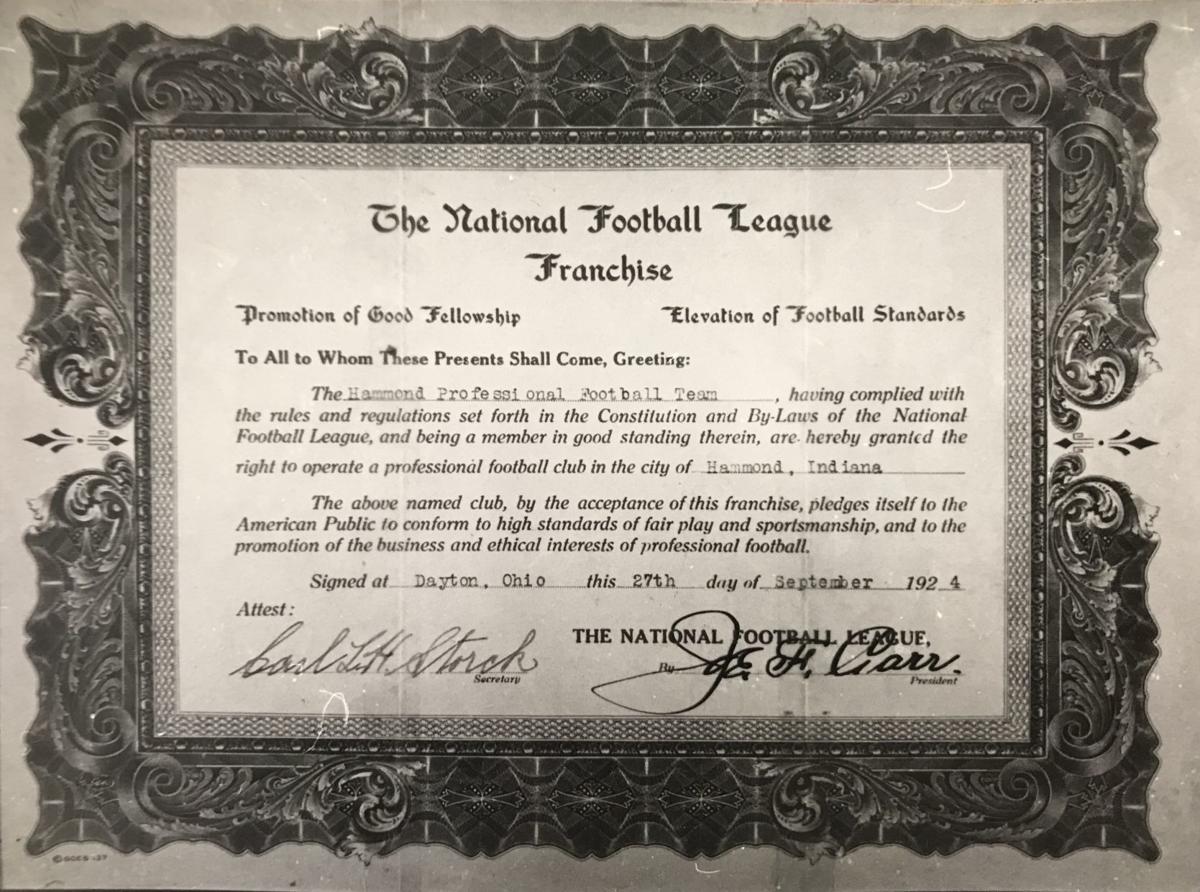 The National Football League
Franchise
Promotion of Good Fellowship Elevation of Football Standards
To All to Whom These Presents Shall Come, Greeting:
The Hammond Professional Football Team, having complied with
the rules and regulations set forth in the Constitution and By-Laws of the National
Football League, and being a member in good standing therein, are hereby granted the
right to operate a professional football club in the city of Hammond, Indiana
The above named club, by the acceptance of this franchise, pledges itself to the
American Public to conform to high standards of fair play and sportsmanship, and to the
promotion of the business and ethical interests of professional football.
Signed at Dayton, Ohio this 27th day of September 1924
Attest:
THE NATIONAL FOOTBALL LEAGUE,
Carl L. H. Storck By Joe F. Carr.
Secretary President
©GOES 137